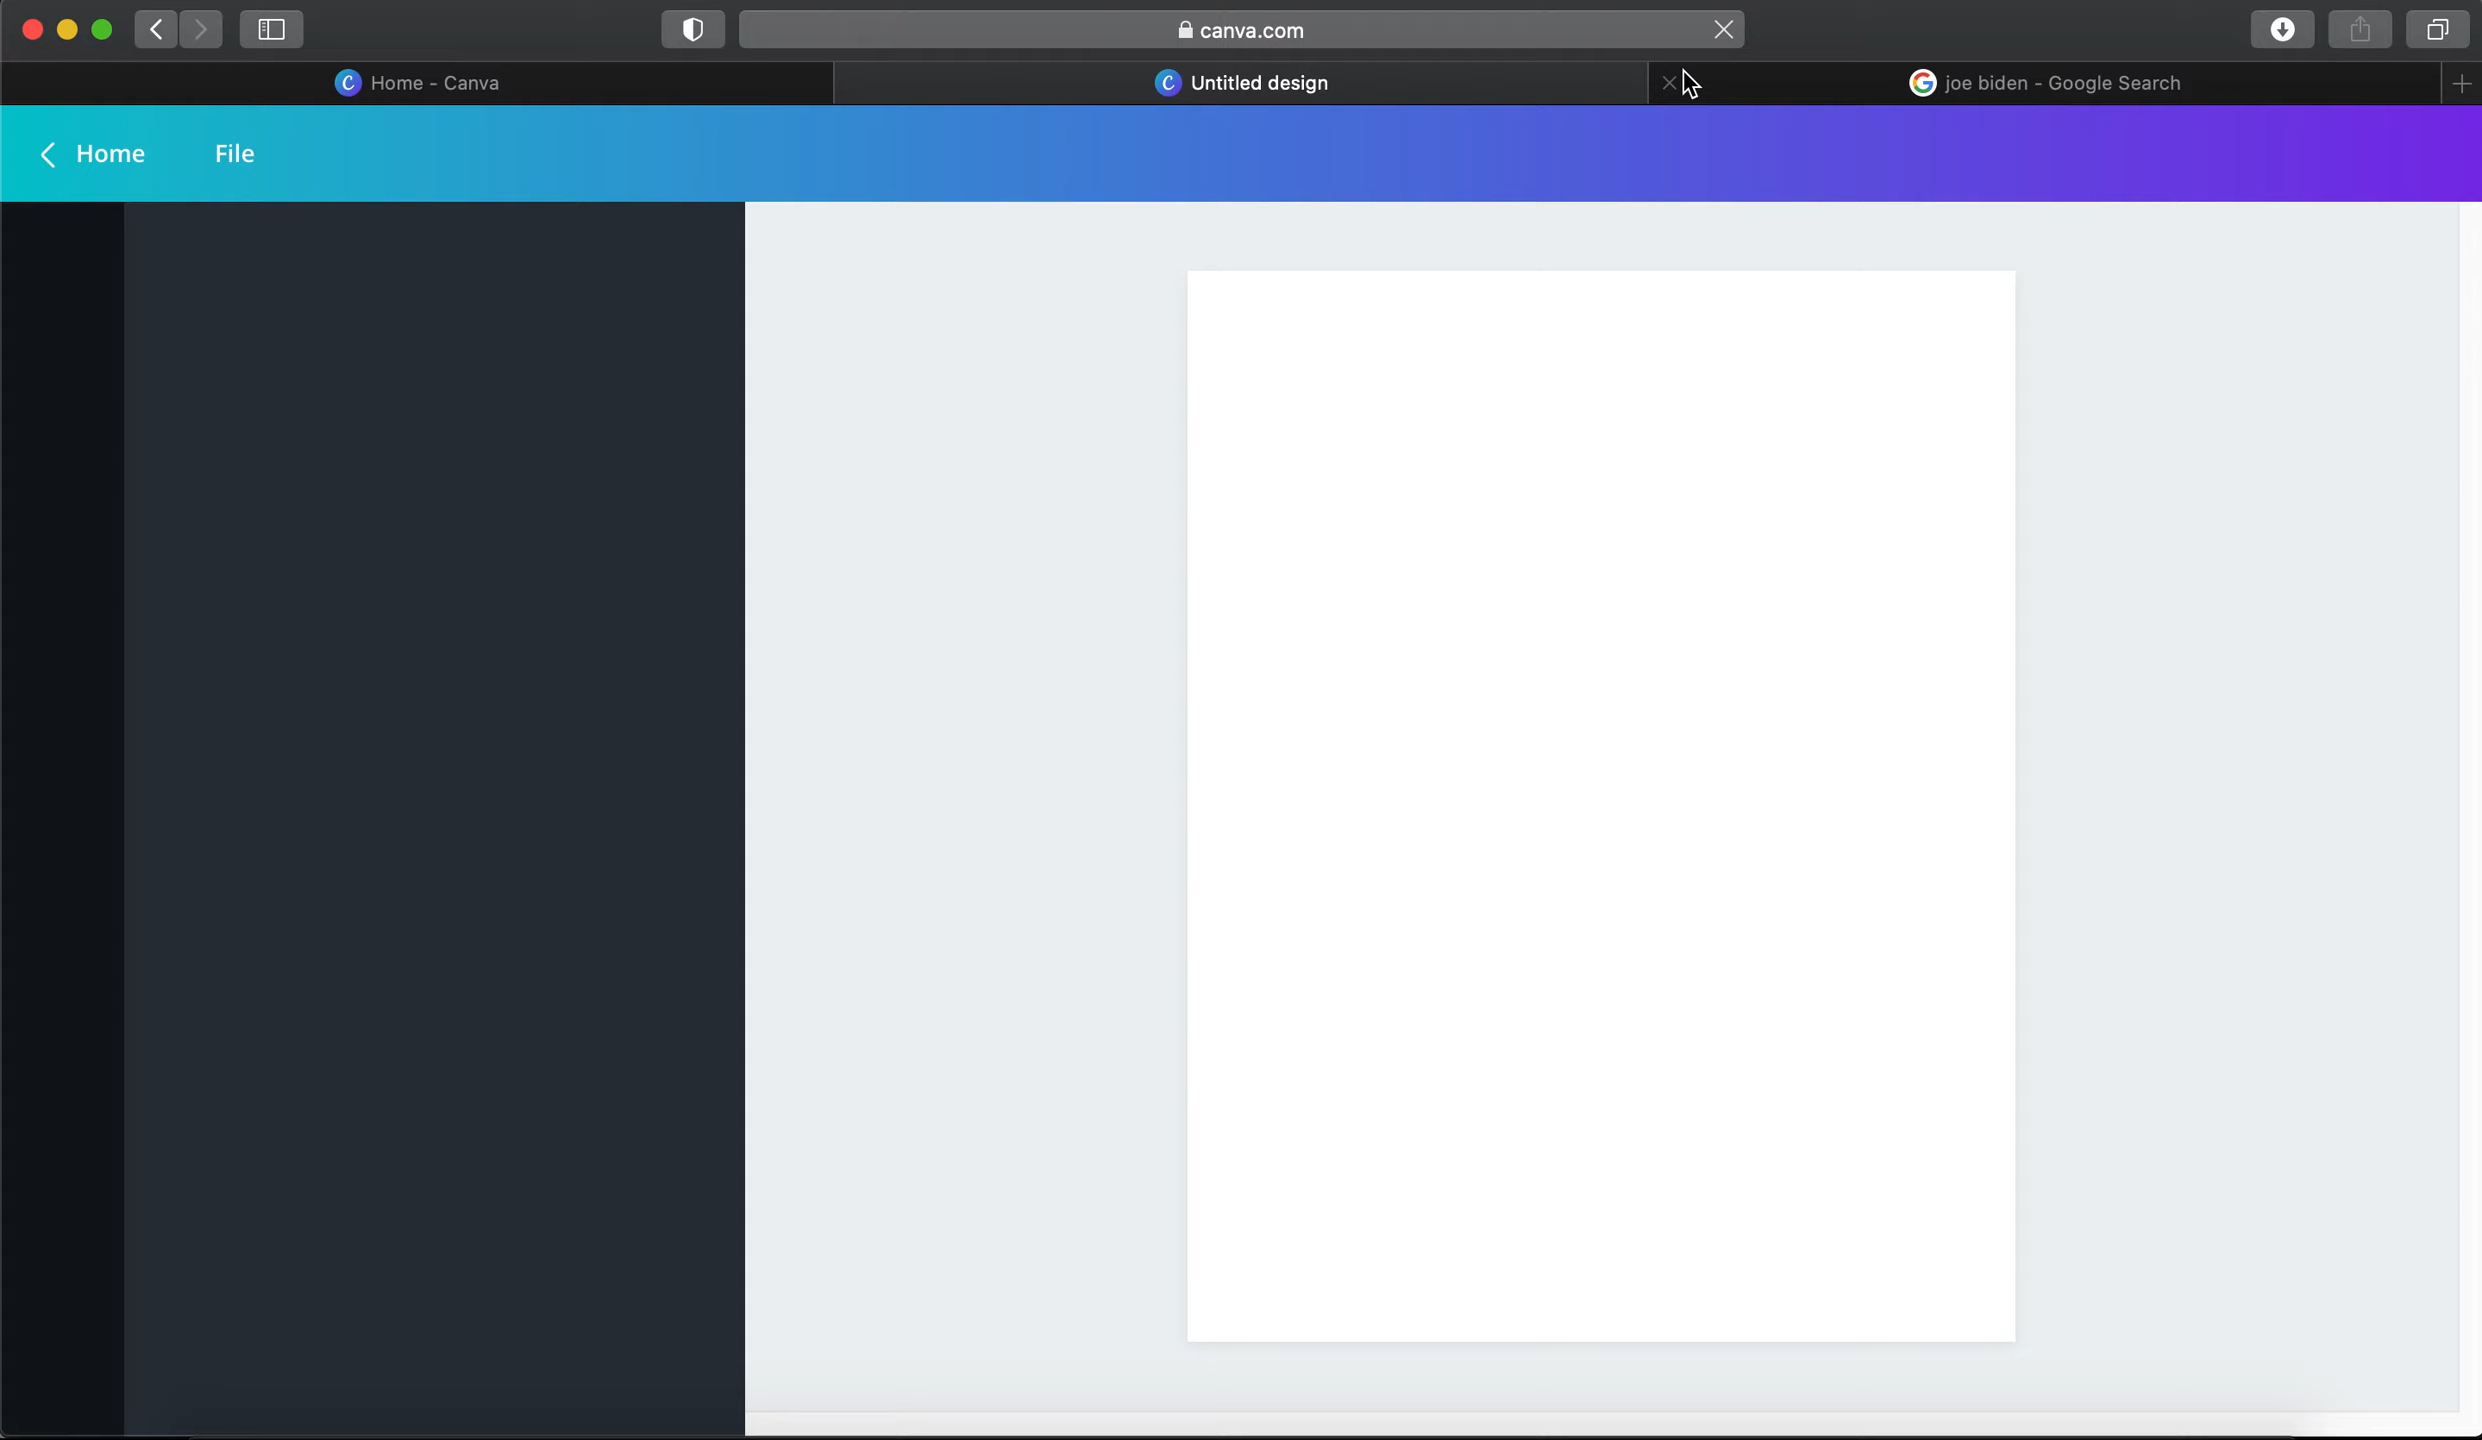 canva.com
Home - Canva
Untitled design
joe biden - Google Search
Home
File